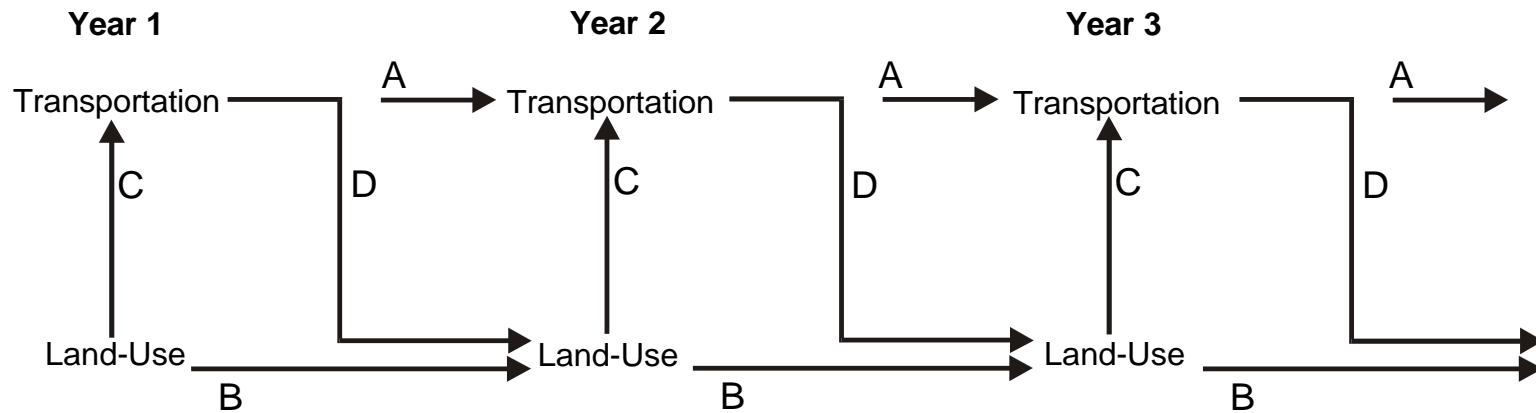 Year 1 Year 2 Year 3
A A A
Transportation Transportation Transportation
C D C D C D
Land-Use Land-Use Land-Use
B B B